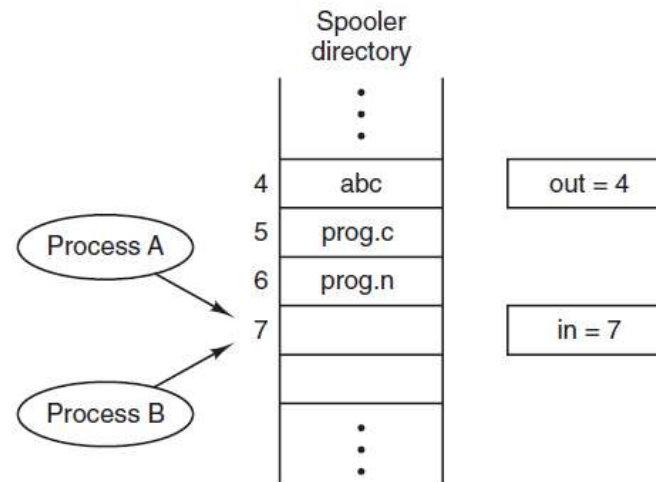 Spooler
directory
4 abc out = 4
Process A
5 prog.c
6 prog.n
7 in = 7
Process B